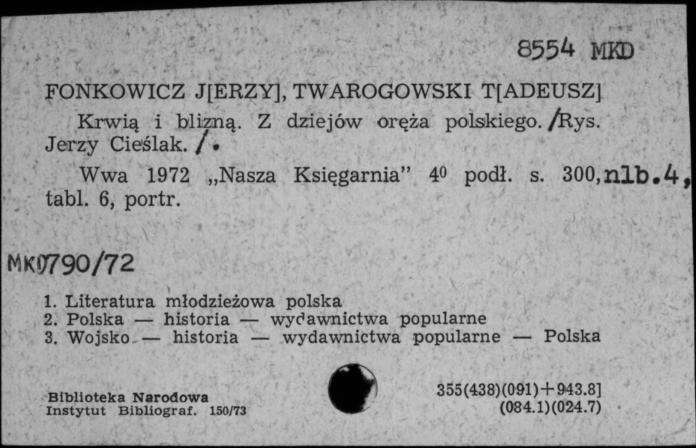 8554 MKD
FONKOWICZ J[ERZY], TWAROGOWSKI T[ADEUSZ]
Krwią i blizną. Z dziejów oręża polskiego. /Rys.
Jerzy Cieślak. /.
Wwa 1972 „Nasza Księgarnia” 4⁰ podł. s. 300, nlb. 4,
tabl. 6, portr.
MKD790/72
1. Literatura młodzieżowa polska
2. Polska — historia — wydawnictwa popularne
3. Wojsko — historia — wydawnictwa popularne — Polska
Biblioteka Narodowa
Instytut Bibliograf. 150/73
355(438)(091)+943.8]
(084.1)(024.7)